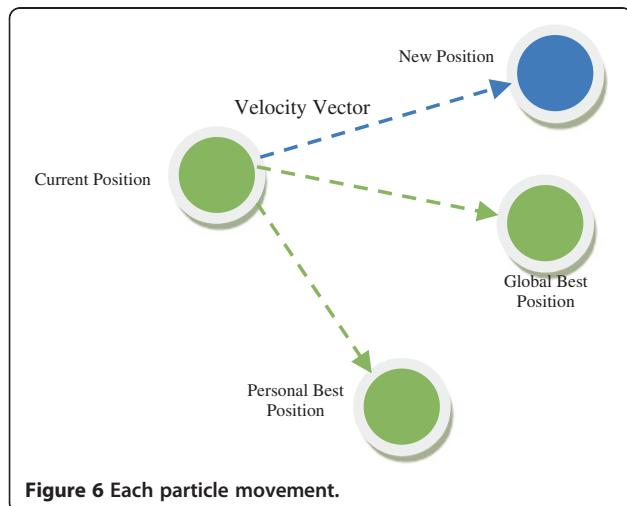 New Position
Velocity Vector
Current Position
Global Best
Position
Personal Best
Position
Figure 6 Each particle movement.